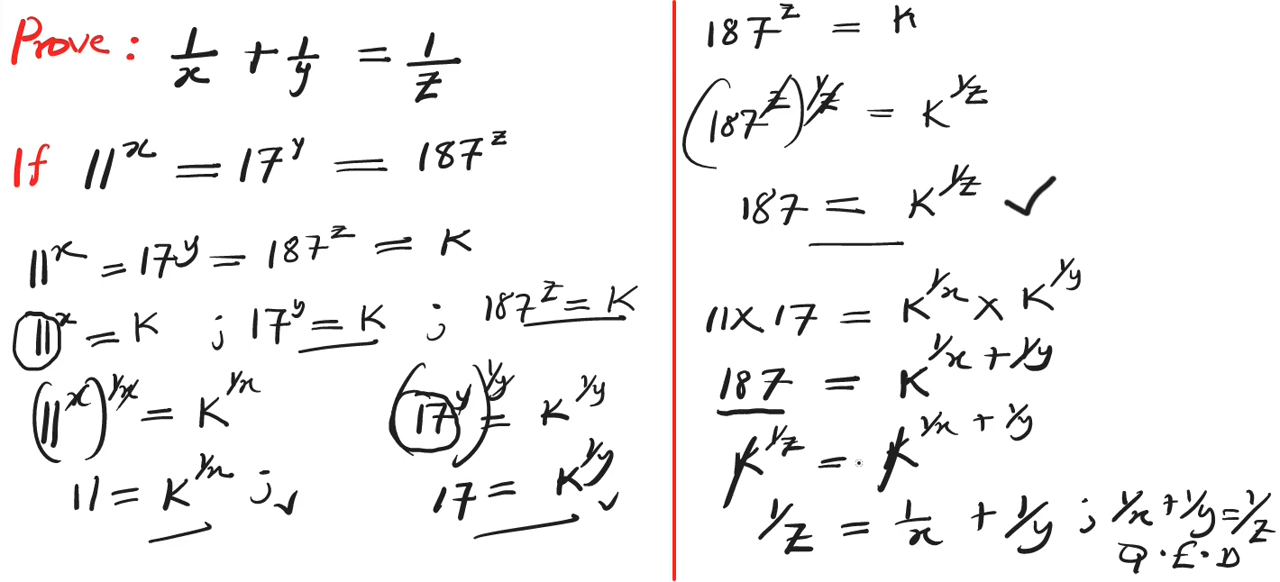 Prove: 1/x + 1/y = 1/z
If 11^x = 17^y = 187^z
11^x = 17^y = 187^z = K
11^x = K ; 17^y = K ; 187^z = K
(11^x)^1/x = K^1/x (17^y)^1/y = K^1/y
11 = K^1/x ; ✓ 17 = K^1/y ✓
187^z = K
(187^z)^1/z = K^1/z
187 = K^1/z ✓
11 x 17 = K^1/x x K^1/y
187 = K^1/x + 1/y
K^1/z = K^1/x + 1/y
1/z = 1/x + 1/y ; 1/x + 1/y = 1/z
Q.E.D